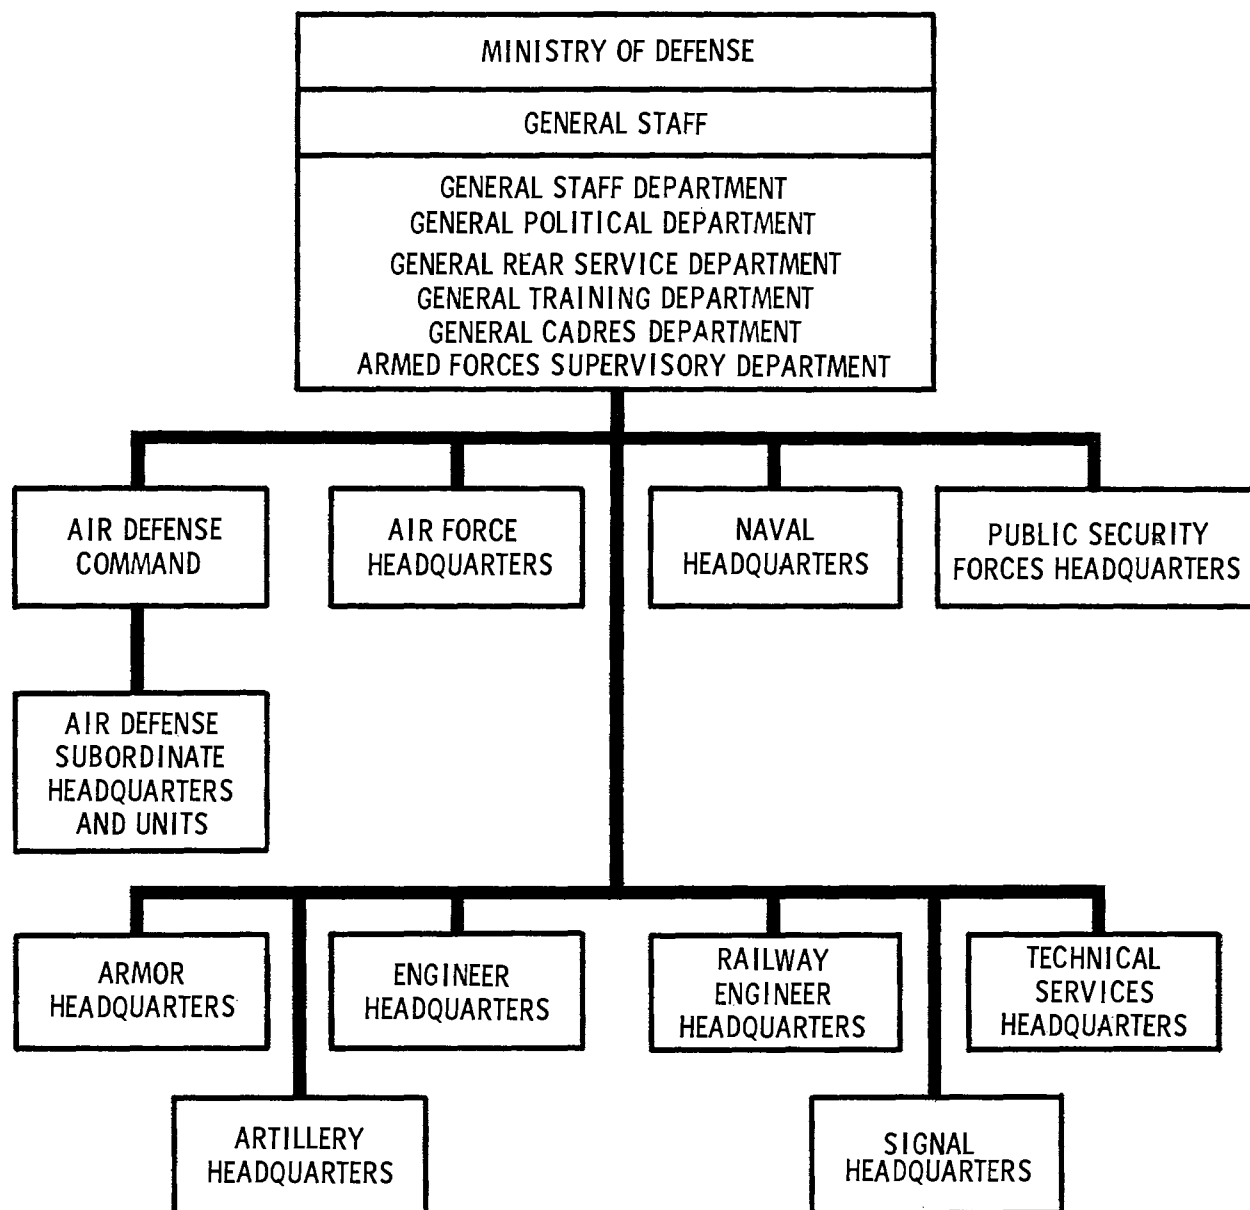 MINISTRY OF DEFENSE
GENERAL STAFF
GENERAL STAFF DEPARTMENT
GENERAL POLITICAL DEPARTMENT
GENERAL REAR SERVICE DEPARTMENT
GENERAL TRAINING DEPARTMENT
GENERAL CADRES DEPARTMENT
ARMED FORCES SUPERVISORY DEPARTMENT
AIR DEFENSE
COMMAND
AIR FORCE
HEADQUARTERS
NAVAL
HEADQUARTERS
PUBLIC SECURITY
FORCES HEADQUARTERS
AIR DEFENSE
SUBORDINATE
HEADQUARTERS
AND UNITS
ARMOR
HEADQUARTERS
ENGINEER
HEADQUARTERS
RAILWAY
ENGINEER
HEADQUARTERS
TECHNICAL
SERVICES
HEADQUARTERS
ARTILLERY
HEADQUARTERS
SIGNAL
HEADQUARTERS